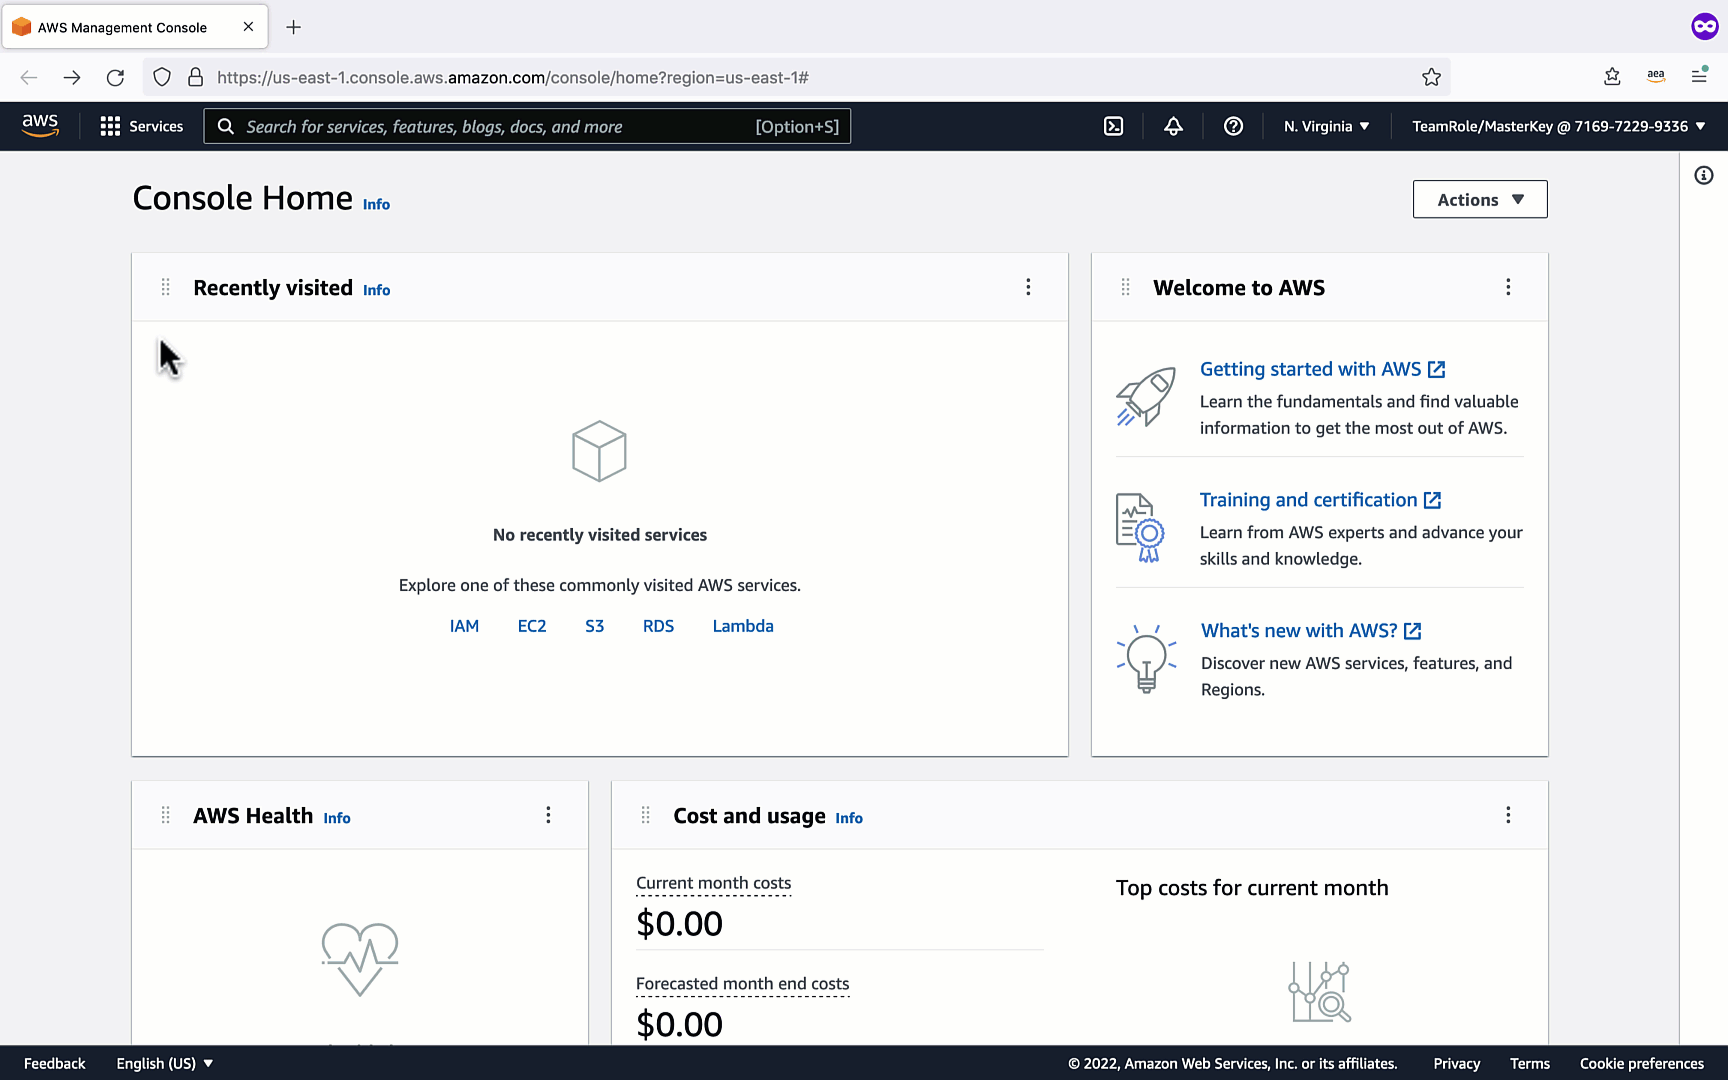 AWS Management Console
https://us-east-1.console.aws.amazon.com/console/home?region=us-east-1#
aea
aws
Services
Search for services, features, blogs, docs, and more
[Option+S]
N. Virginia
TeamRole/MasterKey @ 7169-7229-9336
Console Home Info
Actions
Recently visited Info
No recently visited services
Explore one of these commonly visited AWS services.
IAM EC2 S3 RDS Lambda
Welcome to AWS
Getting started with AWS
Learn the fundamentals and find valuable
information to get the most out of AWS.
Training and certification
Learn from AWS experts and advance your
skills and knowledge.
What's new with AWS?
Discover new AWS services, features, and
Regions.
AWS Health Info
Cost and usage Info
Current month costs
$0.00
Forecasted month end costs
$0.00
Top costs for current month
Feedback
English (US)
© 2022, Amazon Web Services, Inc. or its affiliates.
Privacy
Terms
Cookie preferences